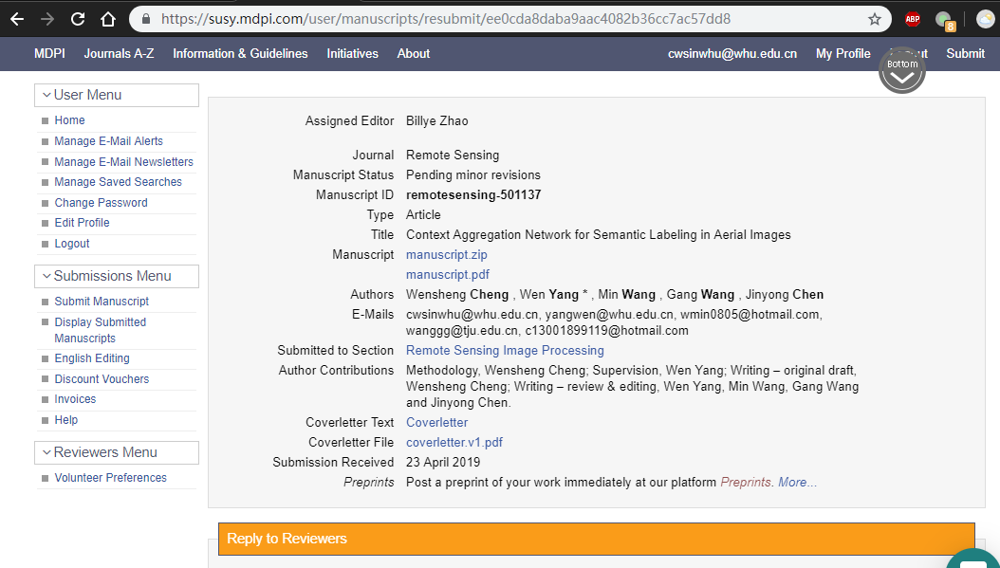 https://susy.mdpi.com/user/manuscripts/resubmit/ee0cda8daba9aac4082b36cc7ac57dd8
ABP
8
MDPI Journals A-Z Information & Guidelines Initiatives About cwsinwhu@whu.edu.cn My Profile Submit
Bottom
User Menu
Home
Manage E-Mail Alerts
Manage E-Mail Newsletters
Manage Saved Searches
Change Password
Edit Profile
Logout
Submissions Menu
Submit Manuscript
Display Submitted
Manuscripts
English Editing
Discount Vouchers
Invoices
Help
Reviewers Menu
Volunteer Preferences
Assigned Editor Billye Zhao
Journal Remote Sensing
Manuscript Status Pending minor revisions
Manuscript ID remotesensing-501137
Type Article
Title Context Aggregation Network for Semantic Labeling in Aerial Images
Manuscript manuscript.zip
manuscript.pdf
Authors Wensheng Cheng , Wen Yang * , Min Wang , Gang Wang , Jinyong Chen
E-Mails cwsinwhu@whu.edu.cn, yangwen@whu.edu.cn, wmin0805@hotmail.com,
wanggg@tju.edu.cn, c13001899119@hotmail.com
Submitted to Section Remote Sensing Image Processing
Author Contributions Methodology, Wensheng Cheng; Supervision, Wen Yang; Writing – original draft,
Wensheng Cheng; Writing – review & editing, Wen Yang, Min Wang, Gang Wang
and Jinyong Chen.
Coverletter Text Coverletter
Coverletter File coverletter.v1.pdf
Submission Received 23 April 2019
Preprints Post a preprint of your work immediately at our platform Preprints. More...
Reply to Reviewers